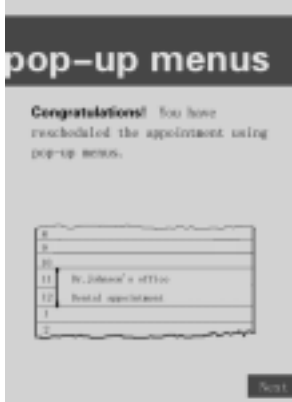 pop-up menus
Congratulations! You have
rescheduled the appointment using
pop-up menus.
8
9
10
11 Dr.Johnson's office
12 Dental appointment
1
2
Next